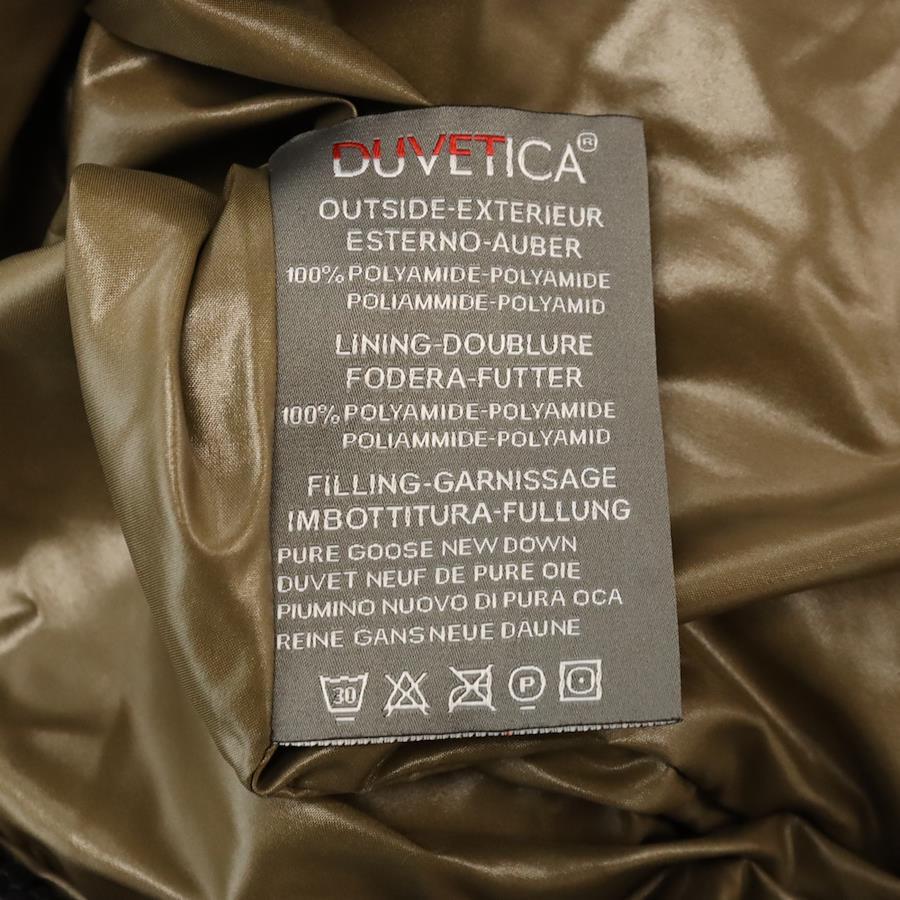 DUVETICA®
OUTSIDE-EXTERIEUR
ESTERNO-AUBER
100% POLYAMIDE-POLYAMIDE
POLIAMMIDE-POLYAMID
LINING-DOUBLURE
FODERA-FUTTER
100% POLYAMIDE-POLYAMIDE
POLIAMMIDE-POLYAMID
FILLING-GARNISSAGE
IMBOTTITURA-FULLUNG
PURE GOOSE NEW DOWN
DUVET NEUF DE PURE OIE
PIUMINO NUOVO DI PURA OCA
REINE GANS NEUE DAUNE
30 P